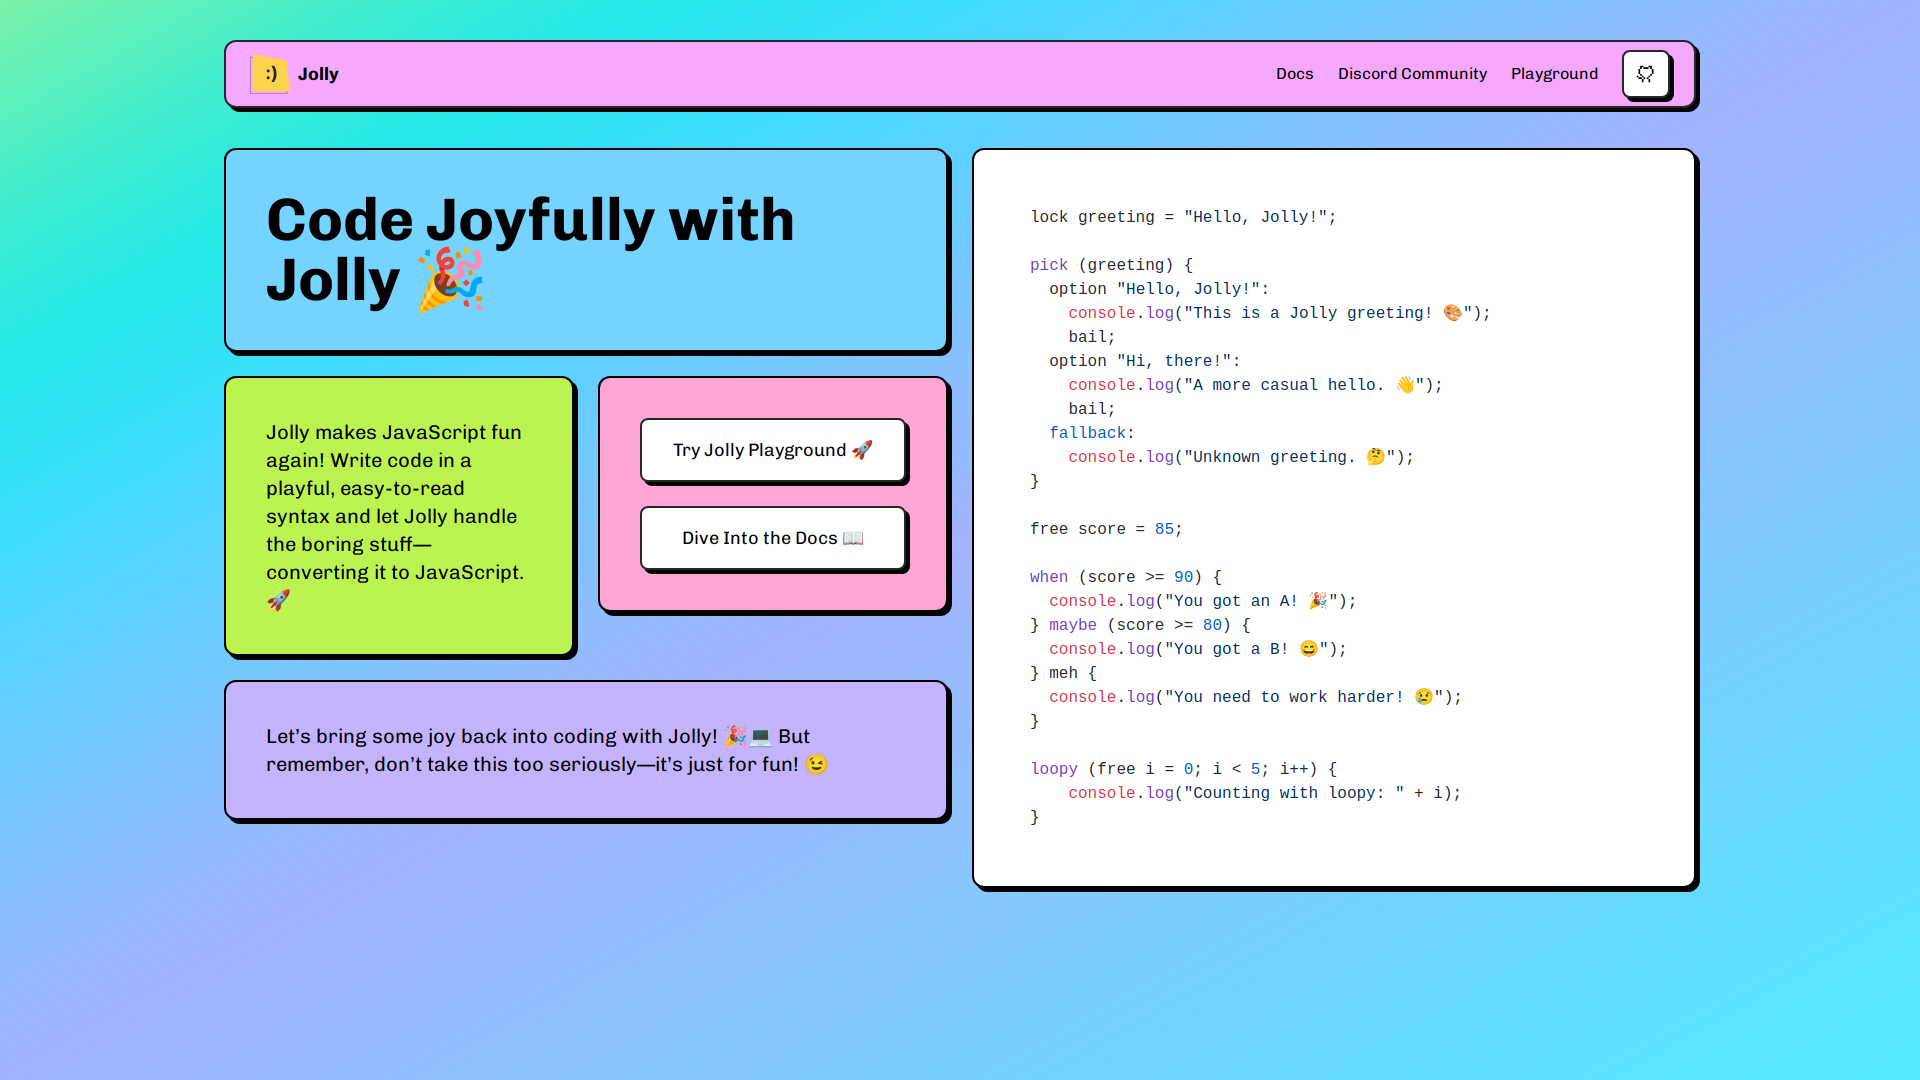 :) Jolly
Docs Discord Community Playground
Code Joyfully with
Jolly 🎉
Jolly makes JavaScript fun
again! Write code in a
playful, easy-to-read
syntax and let Jolly handle
the boring stuff—
converting it to JavaScript.
🚀
Try Jolly Playground 🚀
Dive Into the Docs 📖
Let’s bring some joy back into coding with Jolly! 🎉💻 But
remember, don’t take this too seriously—it’s just for fun! 😉
lock greeting = "Hello, Jolly!";
pick (greeting) {
  option "Hello, Jolly!":
    console.log("This is a Jolly greeting! 🎨");
    bail;
  option "Hi, there!":
    console.log("A more casual hello. 👋");
    bail;
  fallback:
    console.log("Unknown greeting. 🤔");
}
free score = 85;
when (score >= 90) {
  console.log("You got an A! 🎉");
} maybe (score >= 80) {
  console.log("You got a B! 😄");
} meh {
  console.log("You need to work harder! 😢");
}
loopy (free i = 0; i < 5; i++) {
    console.log("Counting with loopy: " + i);
}